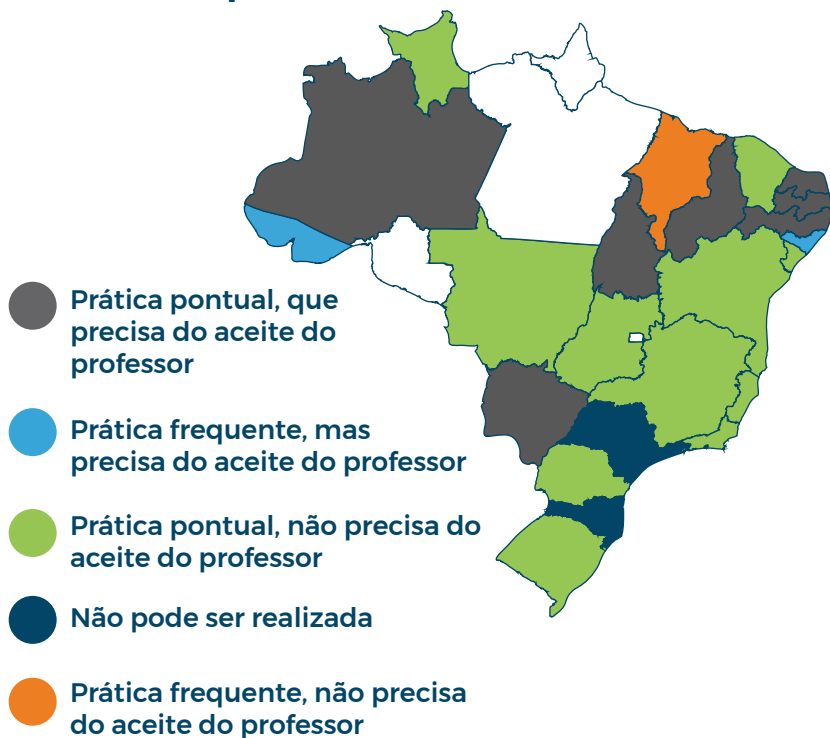 Prática pontual, que
precisa do aceite do
professor
Prática frequente, mas
precisa do aceite do professor
Prática pontual, não precisa do
aceite do professor
Não pode ser realizada
Prática frequente, não precisa
do aceite do professor